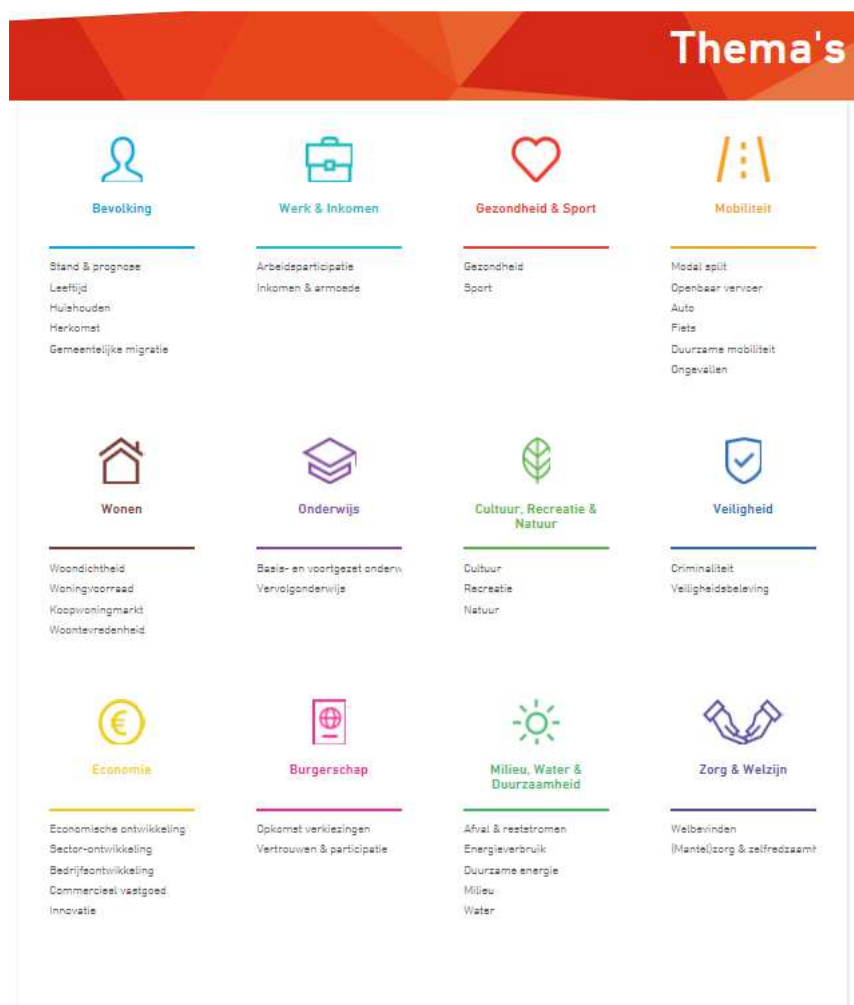 Thema's
Bevolking
Stand & prognose
Leeftijd
Huishouden
Herkomst
Gemeentelijke migratie
Werk & Inkomen
Arbeidsparticipatie
Inkomen & armoede
Gezondheid & Sport
Gezondheid
Sport
Mobiliteit
Modal split
Openbaar vervoer
Auto
Fiets
Duurzame mobiliteit
Ongevallen
Wonen
Woondichtheid
Woningvoorraad
Koopwoningmarkt
Woontevredenheid
Onderwijs
Basis- en voortgezet onderw
Vervolgonderwijs
Cultuur, Recreatie &
Natuur
Cultuur
Recreatie
Natuur
Veiligheid
Criminaliteit
Veiligheidsbeleving
Economie
Economische ontwikkeling
Sector-ontwikkeling
Bedrijfsontwikkeling
Commercieel vastgoed
Innovatie
Burgerschap
Opkomst verkiezingen
Vertrouwen & participatie
Milieu, Water &
Duurzaamheid
Afval & reststromen
Energieverbruik
Duurzame energie
Milieu
Water
Zorg & Welzijn
Welbevinden
(Mantel)zorg & zelfredzaamh